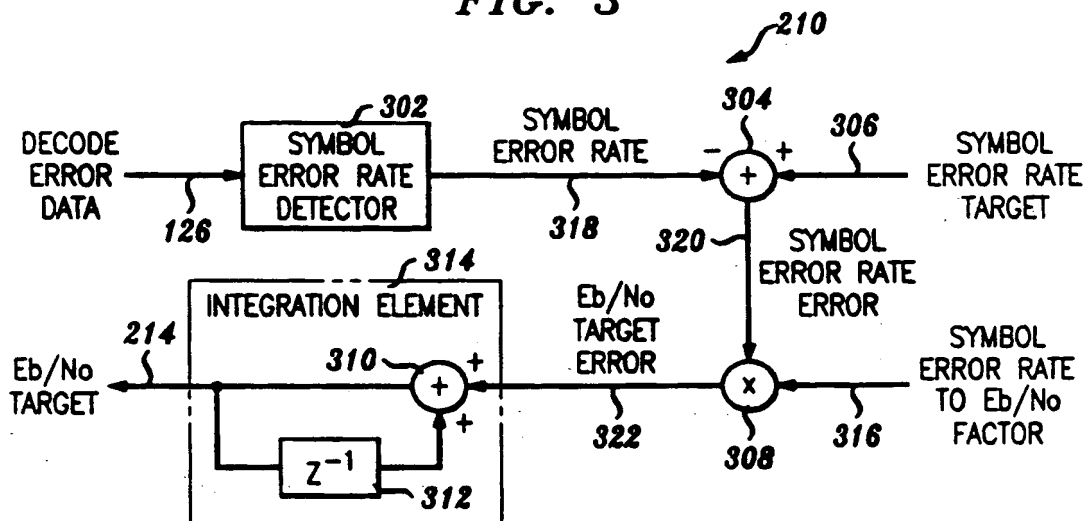 FIG. 3
210
302
304
306
DECODE
ERROR
DATA
126
SYMBOL
ERROR RATE
DETECTOR
SYMBOL
ERROR RATE
318
-
+
+
SYMBOL
ERROR RATE
TARGET
320
SYMBOL
ERROR RATE
ERROR
314
INTEGRATION ELEMENT
214
Eb/No
TARGET
310
+
+
+
Z⁻¹
312
Eb/No
TARGET
ERROR
322
x
308
316
SYMBOL
ERROR RATE
TO Eb/No
FACTOR